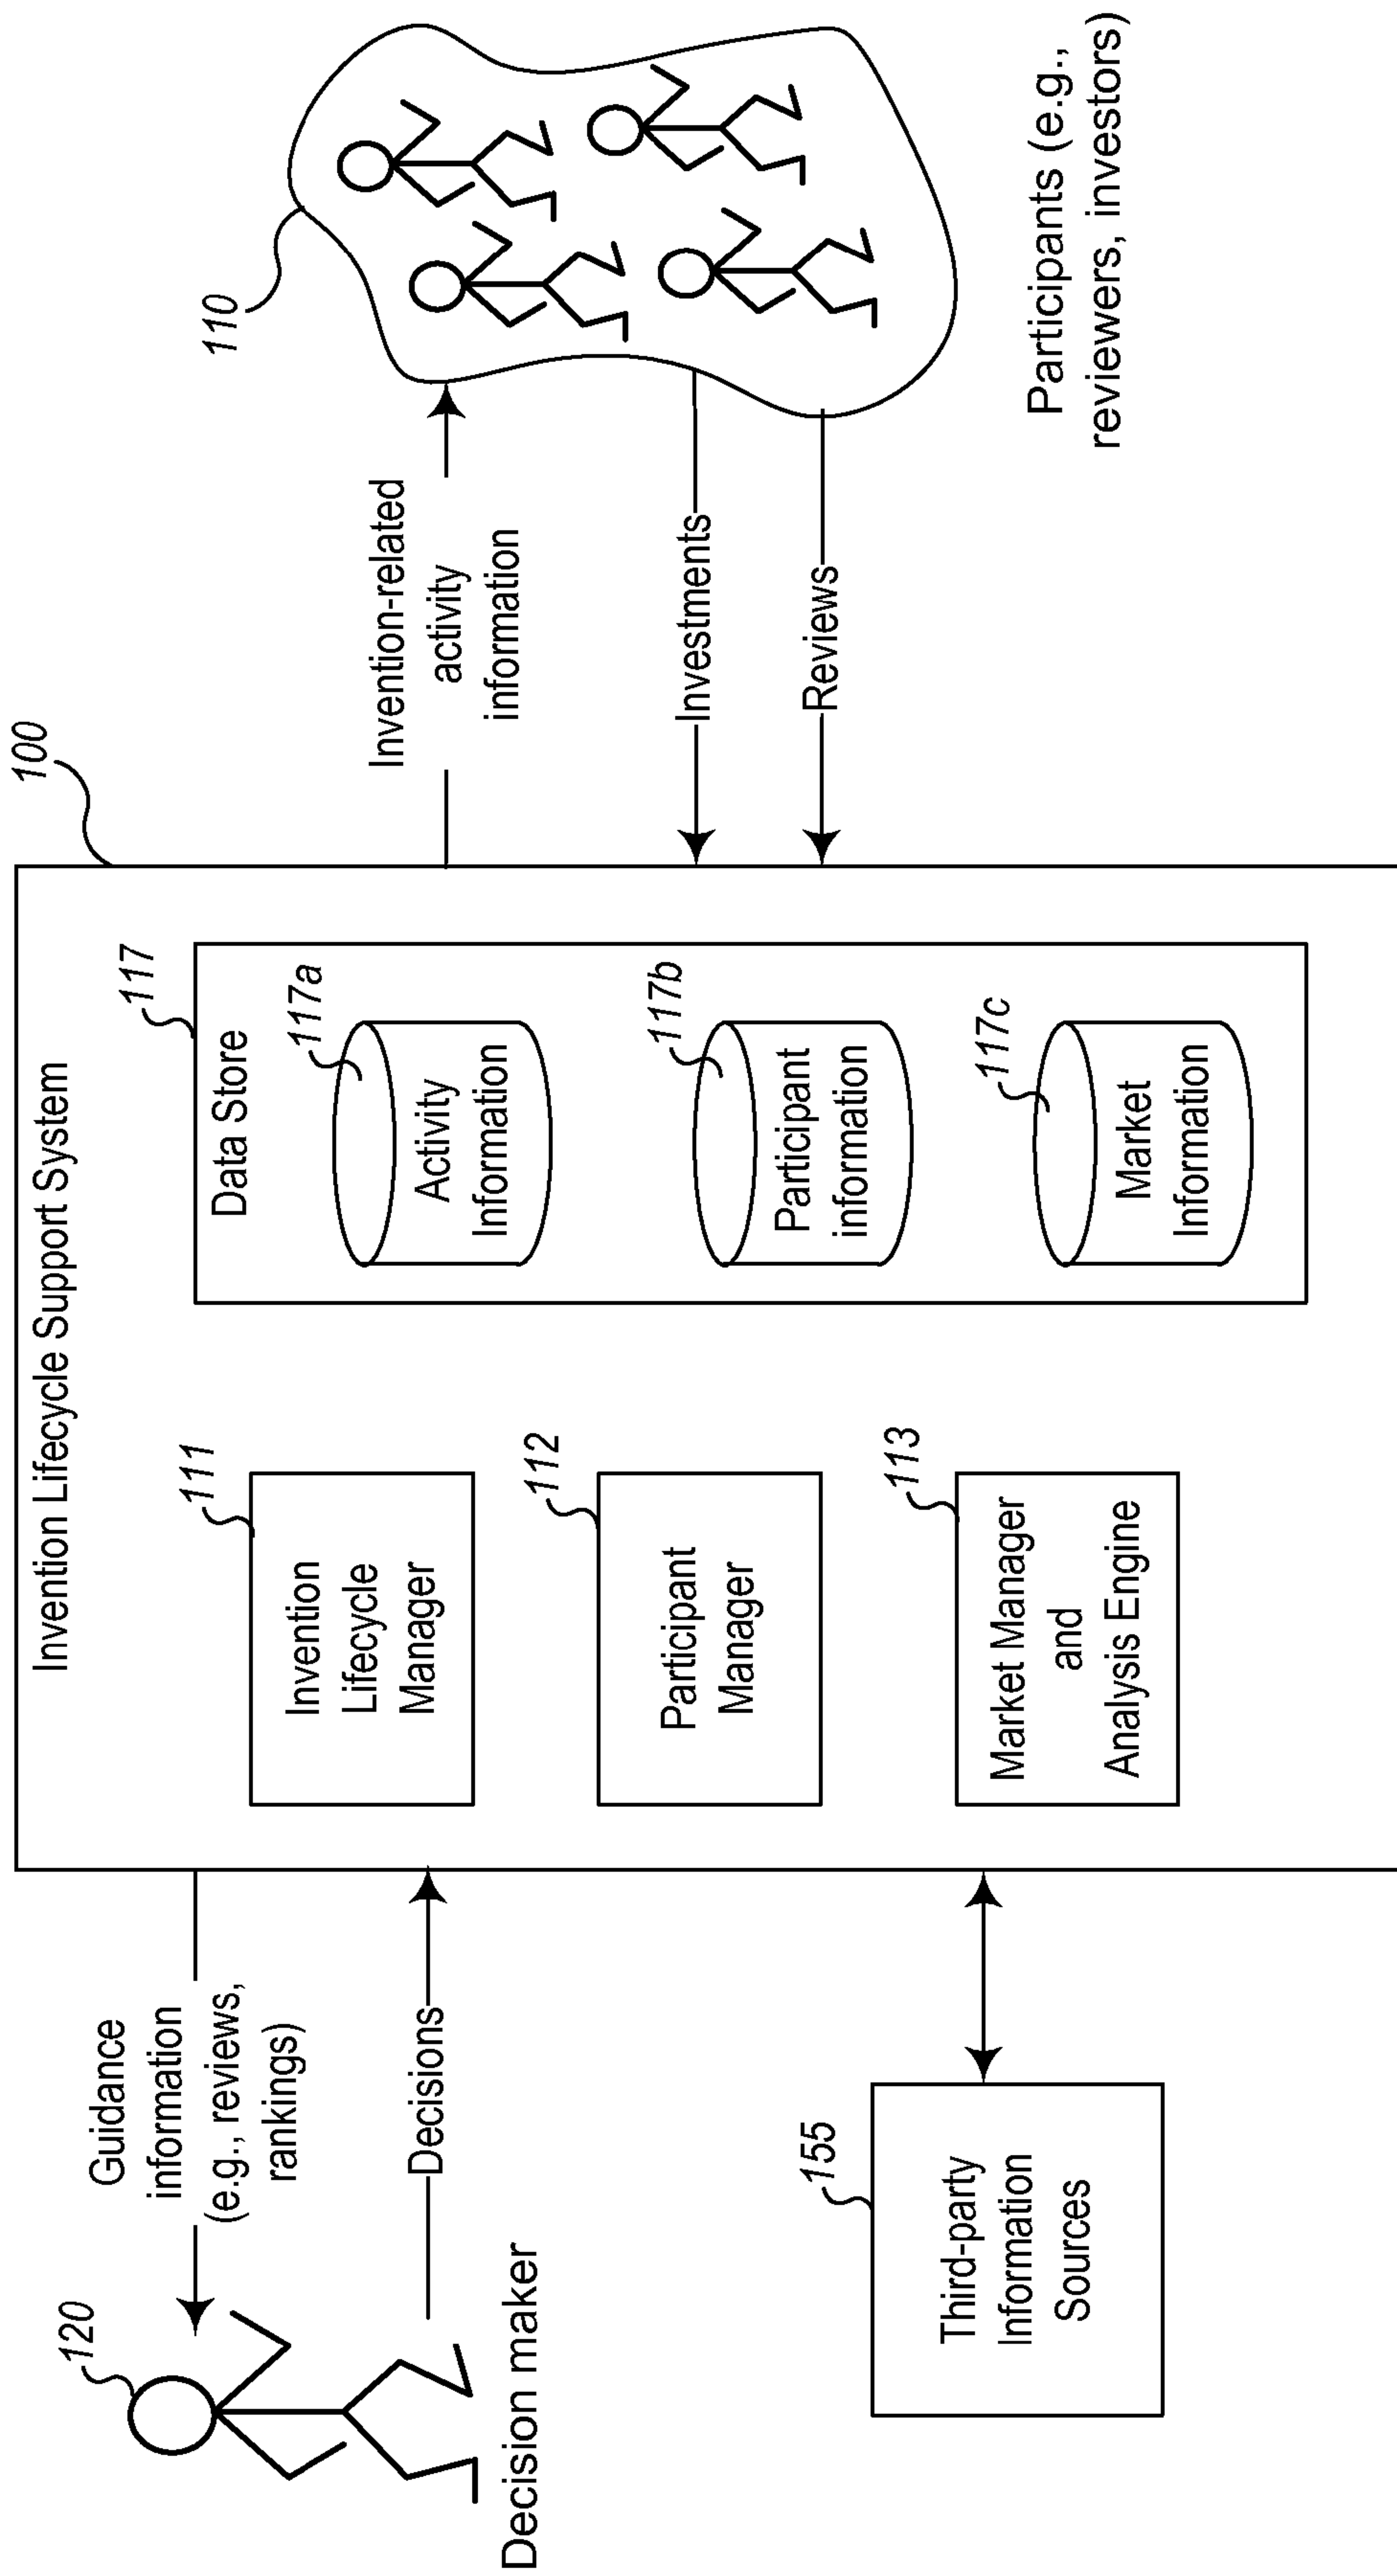 100
Invention Lifecycle Support System
120
Guidance
information
(e.g., reviews,
rankings)
Decisions
Decision maker
155
Third-party
Information
Sources
111
Invention
Lifecycle
Manager
112
Participant
Manager
113
Market Manager
and
Analysis Engine
117
Data Store
117a
Activity
Information
117b
Participant
information
117c
Market
Information
Invention-related
activity
information
Investments
Reviews
110
Participants (e.g.,
reviewers, investors)